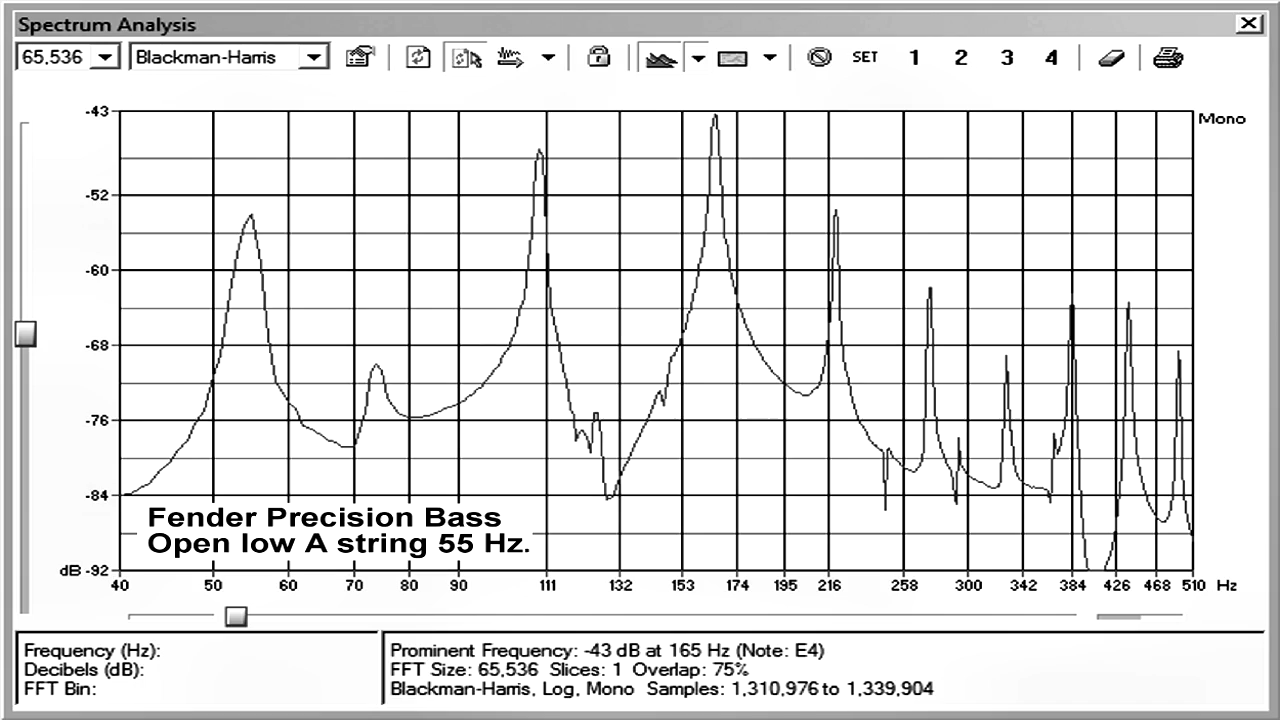 Spectrum Analysis
65,536 Blackman-Harris SET 1 2 3 4
-43
Mono
-52
-60
-68
-76
-84
Fender Precision Bass
Open low A string 55 Hz.
dB -92
40 50 60 70 80 90 111 132 153 174 195 216 258 300 342 384 426 468 510 Hz
Frequency (Hz):
Decibels (dB):
FFT Bin:
Prominent Frequency: -43 dB at 165 Hz (Note: E4)
FFT Size: 65,536 Slices: 1 Overlap: 75%
Blackman-Harris, Log, Mono Samples: 1,310,976 to 1,339,904